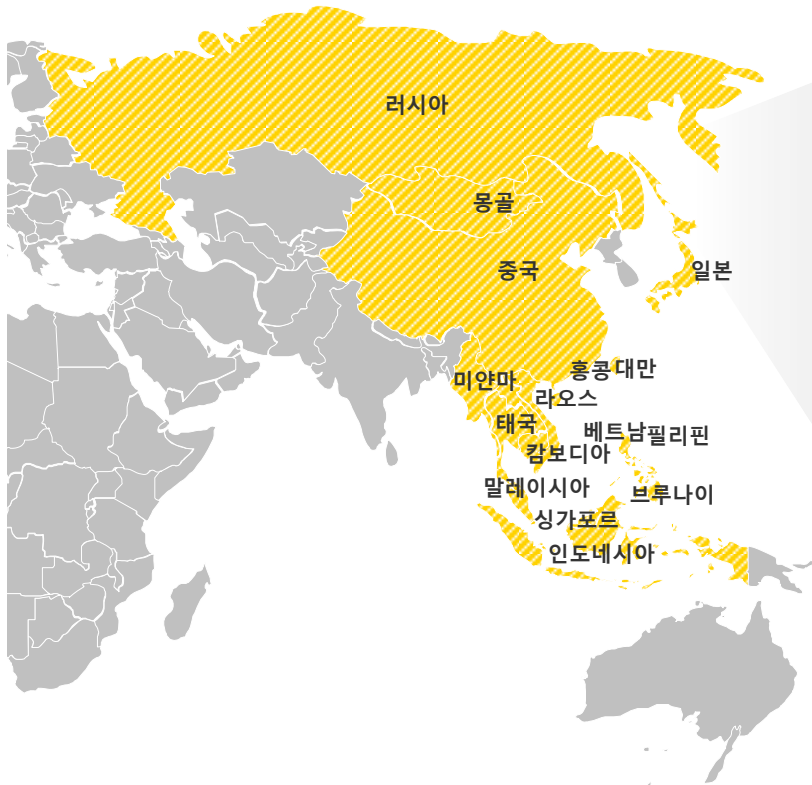 러시아
몽골
중국
일본
홍콩 대만
미얀마
라오스
태국
베트남 필리핀
캄보디아
말레이시아
브루나이
싱가포르
인도네시아